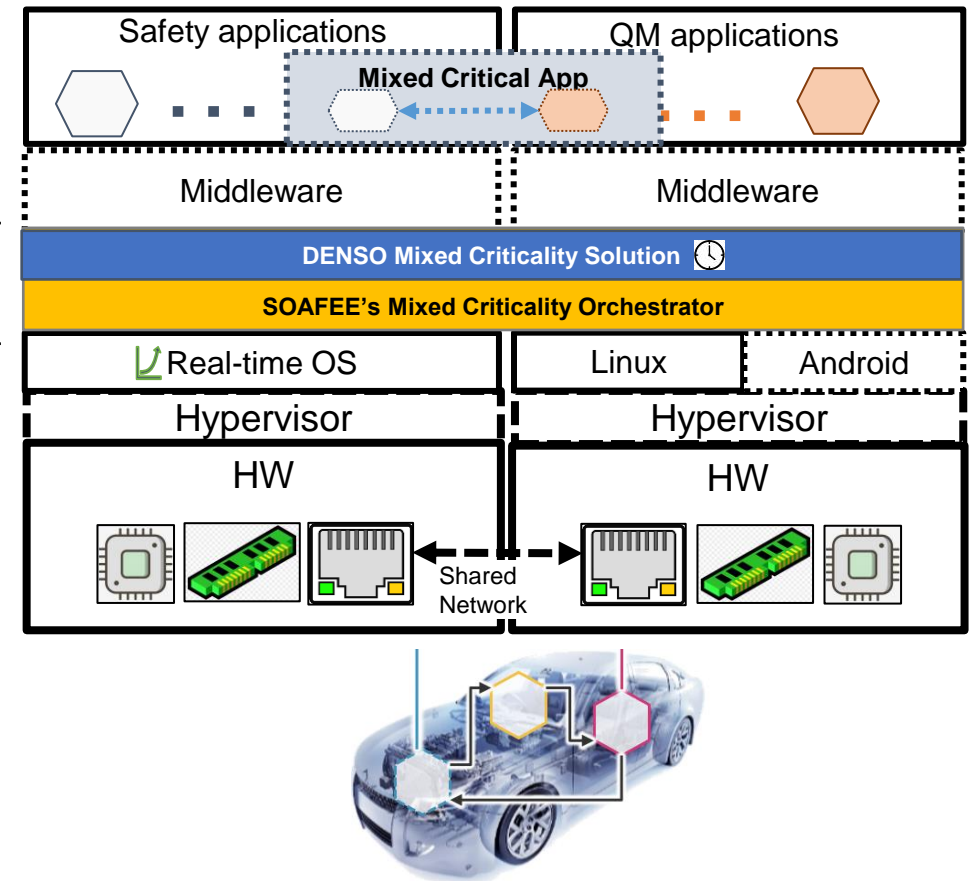 Safety applications
QM applications
Mixed Critical App
Middleware
Middleware
DENSO Mixed Criticality Solution
SOAFEE’s Mixed Criticality Orchestrator
Real-time OS
Linux
Android
Hypervisor
Hypervisor
HW
HW
Shared
Network